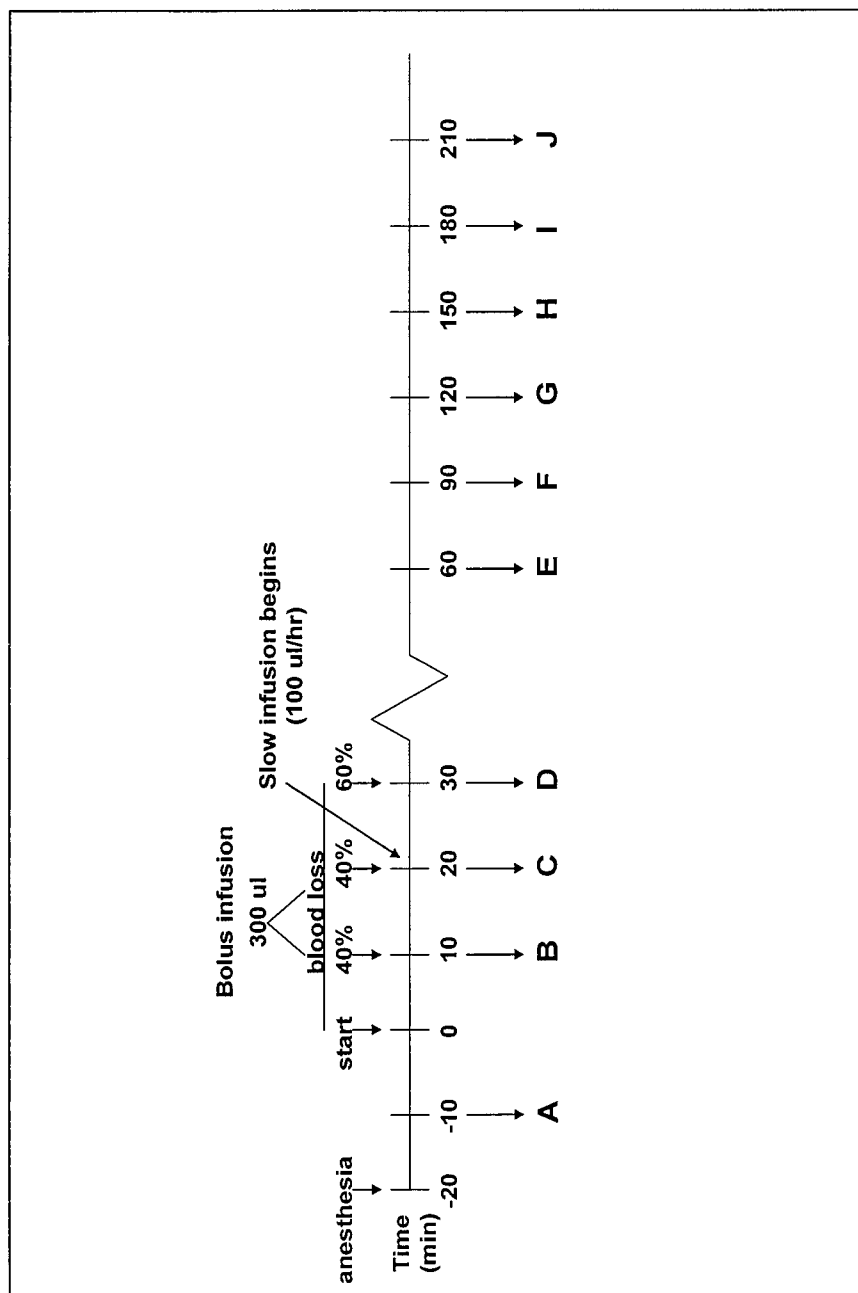 Bolus infusion
300 ul
Slow infusion begins
(100 ul/hr)
blood loss
anesthesia start 40% 40% 60%
Time
(min)
-20 -10 0 10 20 30 60 90 120 150 180 210
A B C D E F G H I J